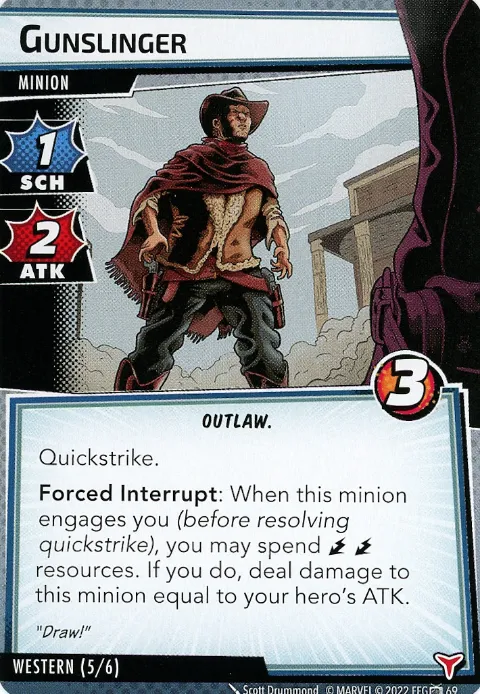 GUNSLINGER
MINION
1
SCH
2
ATK
3
OUTLAW.
Quickstrike.
Forced Interrupt: When this minion
engages you (before resolving
quickstrike), you may spend
resources. If you do, deal damage to
this minion equal to your hero's ATK.
"Draw!"
WESTERN (5/6)
Scott Drummond © MARVEL © 2022 FFG 69